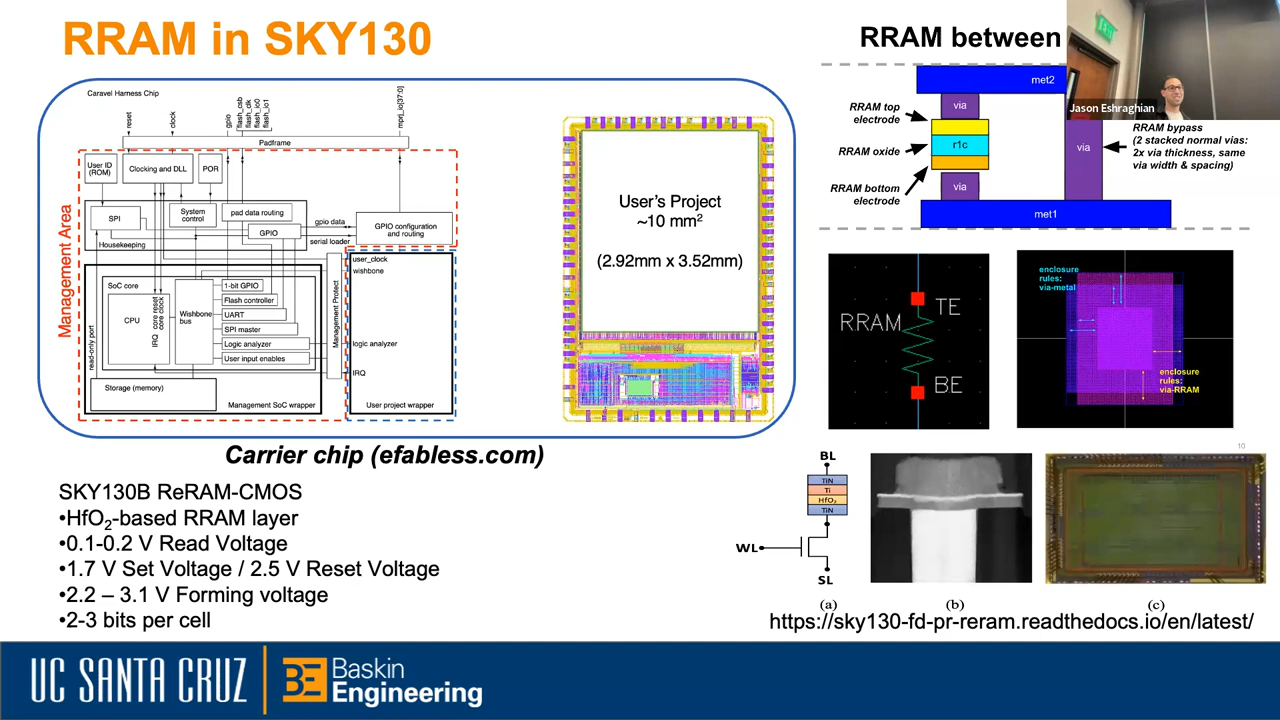 RRAM in SKY130
Caravel Harness Chip
reset
clock
gpio
flash_csb
flash_clk
flash_io0
flash_io1
mprj_io[37:0]
Padframe
Management Area
User ID
(ROM)
Clocking and DLL
POR
SPI
System
control
pad data routing
GPIO
Housekeeping
gpio data
serial loader
GPIO configuration
and routing
SoC core
CPU
IRQ
core reset
core clock
Wishbone
bus
1-bit GPIO
Flash controller
UART
SPI master
Logic analyzer
User input enables
read-only port
Storage (memory)
Management SoC wrapper
Management Protect
user_clock
wishbone
logic analyzer
IRQ
User project wrapper
User's Project
~10 mm²
(2.92mm x 3.52mm)
Carrier chip (efabless.com)
SKY130B ReRAM-CMOS
•HfO₂-based RRAM layer
•0.1-0.2 V Read Voltage
•1.7 V Set Voltage / 2.5 V Reset Voltage
•2.2 – 3.1 V Forming voltage
•2-3 bits per cell
RRAM between
Jason Eshraghian
met2
via
RRAM top
electrode
RRAM oxide
r1c
RRAM bottom
electrode
via
met1
via
RRAM bypass
(2 stacked normal vias:
2x via thickness, same
via width & spacing)
RRAM
TE
BE
enclosure
rules:
via-metal
enclosure
rules:
via-RRAM
10
BL
TiN
Ti
HfO₂
TiN
WL
SL
(a)
(b)
(c)
https://sky130-fd-pr-reram.readthedocs.io/en/latest/
UC SANTA CRUZ
BE
Baskin
Engineering